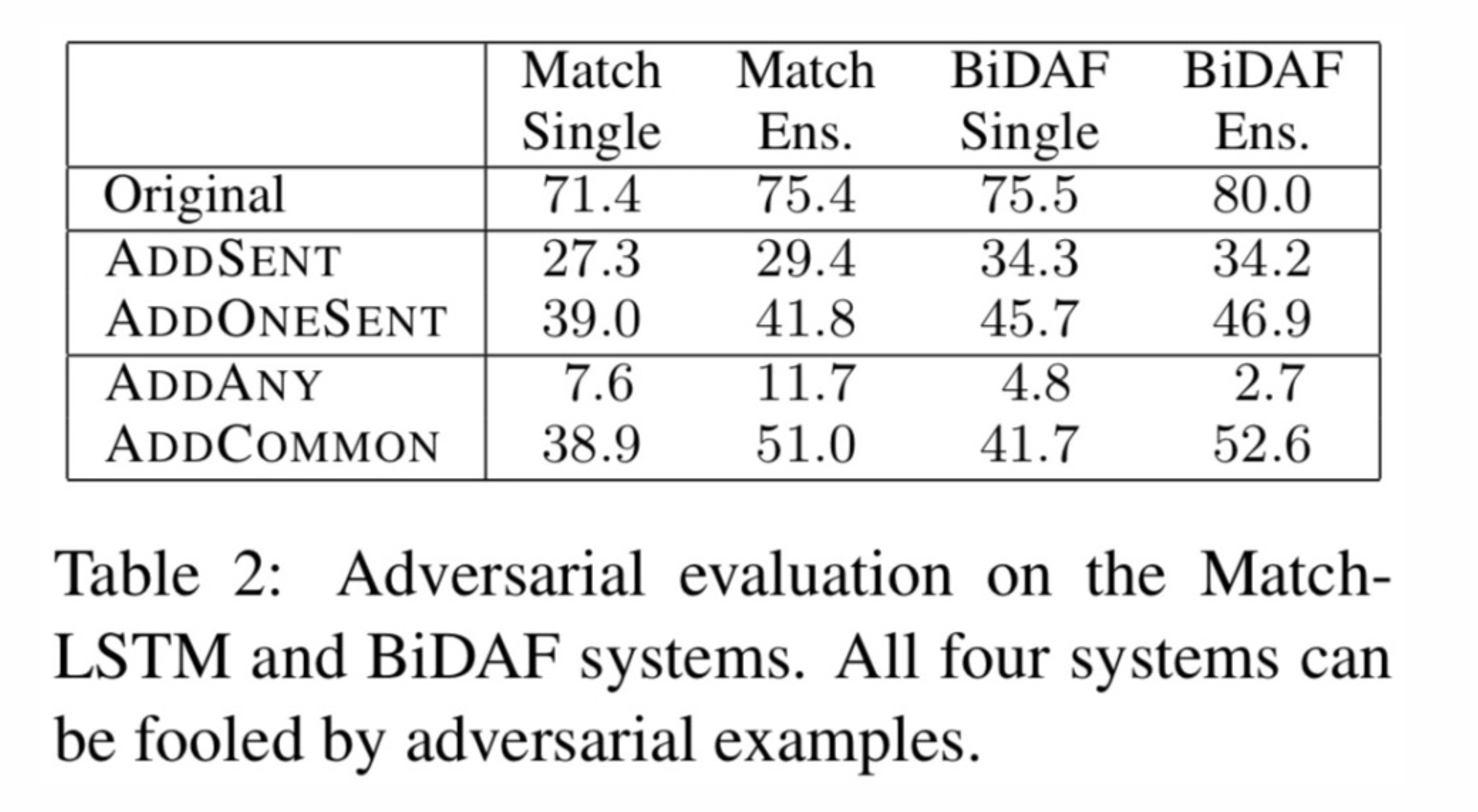 Match Match BiDAF BiDAF
Single Ens. Single Ens.
Original 71.4 75.4 75.5 80.0
ADDSENT 27.3 29.4 34.3 34.2
ADDONESENT 39.0 41.8 45.7 46.9
ADDANY 7.6 11.7 4.8 2.7
ADDCOMMON 38.9 51.0 41.7 52.6
Table 2: Adversarial evaluation on the Match-
LSTM and BiDAF systems. All four systems can
be fooled by adversarial examples.